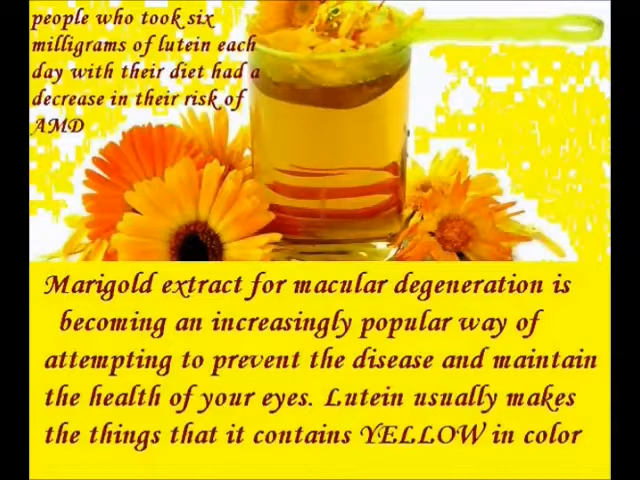 people who took six
milligrams of lutein each
day with their diet had a
decrease in their risk of
AMD
Marigold extract for macular degeneration is
becoming an increasingly popular way of
attempting to prevent the disease and maintain
the health of your eyes. Lutein usually makes
the things that it contains YELLOW in color